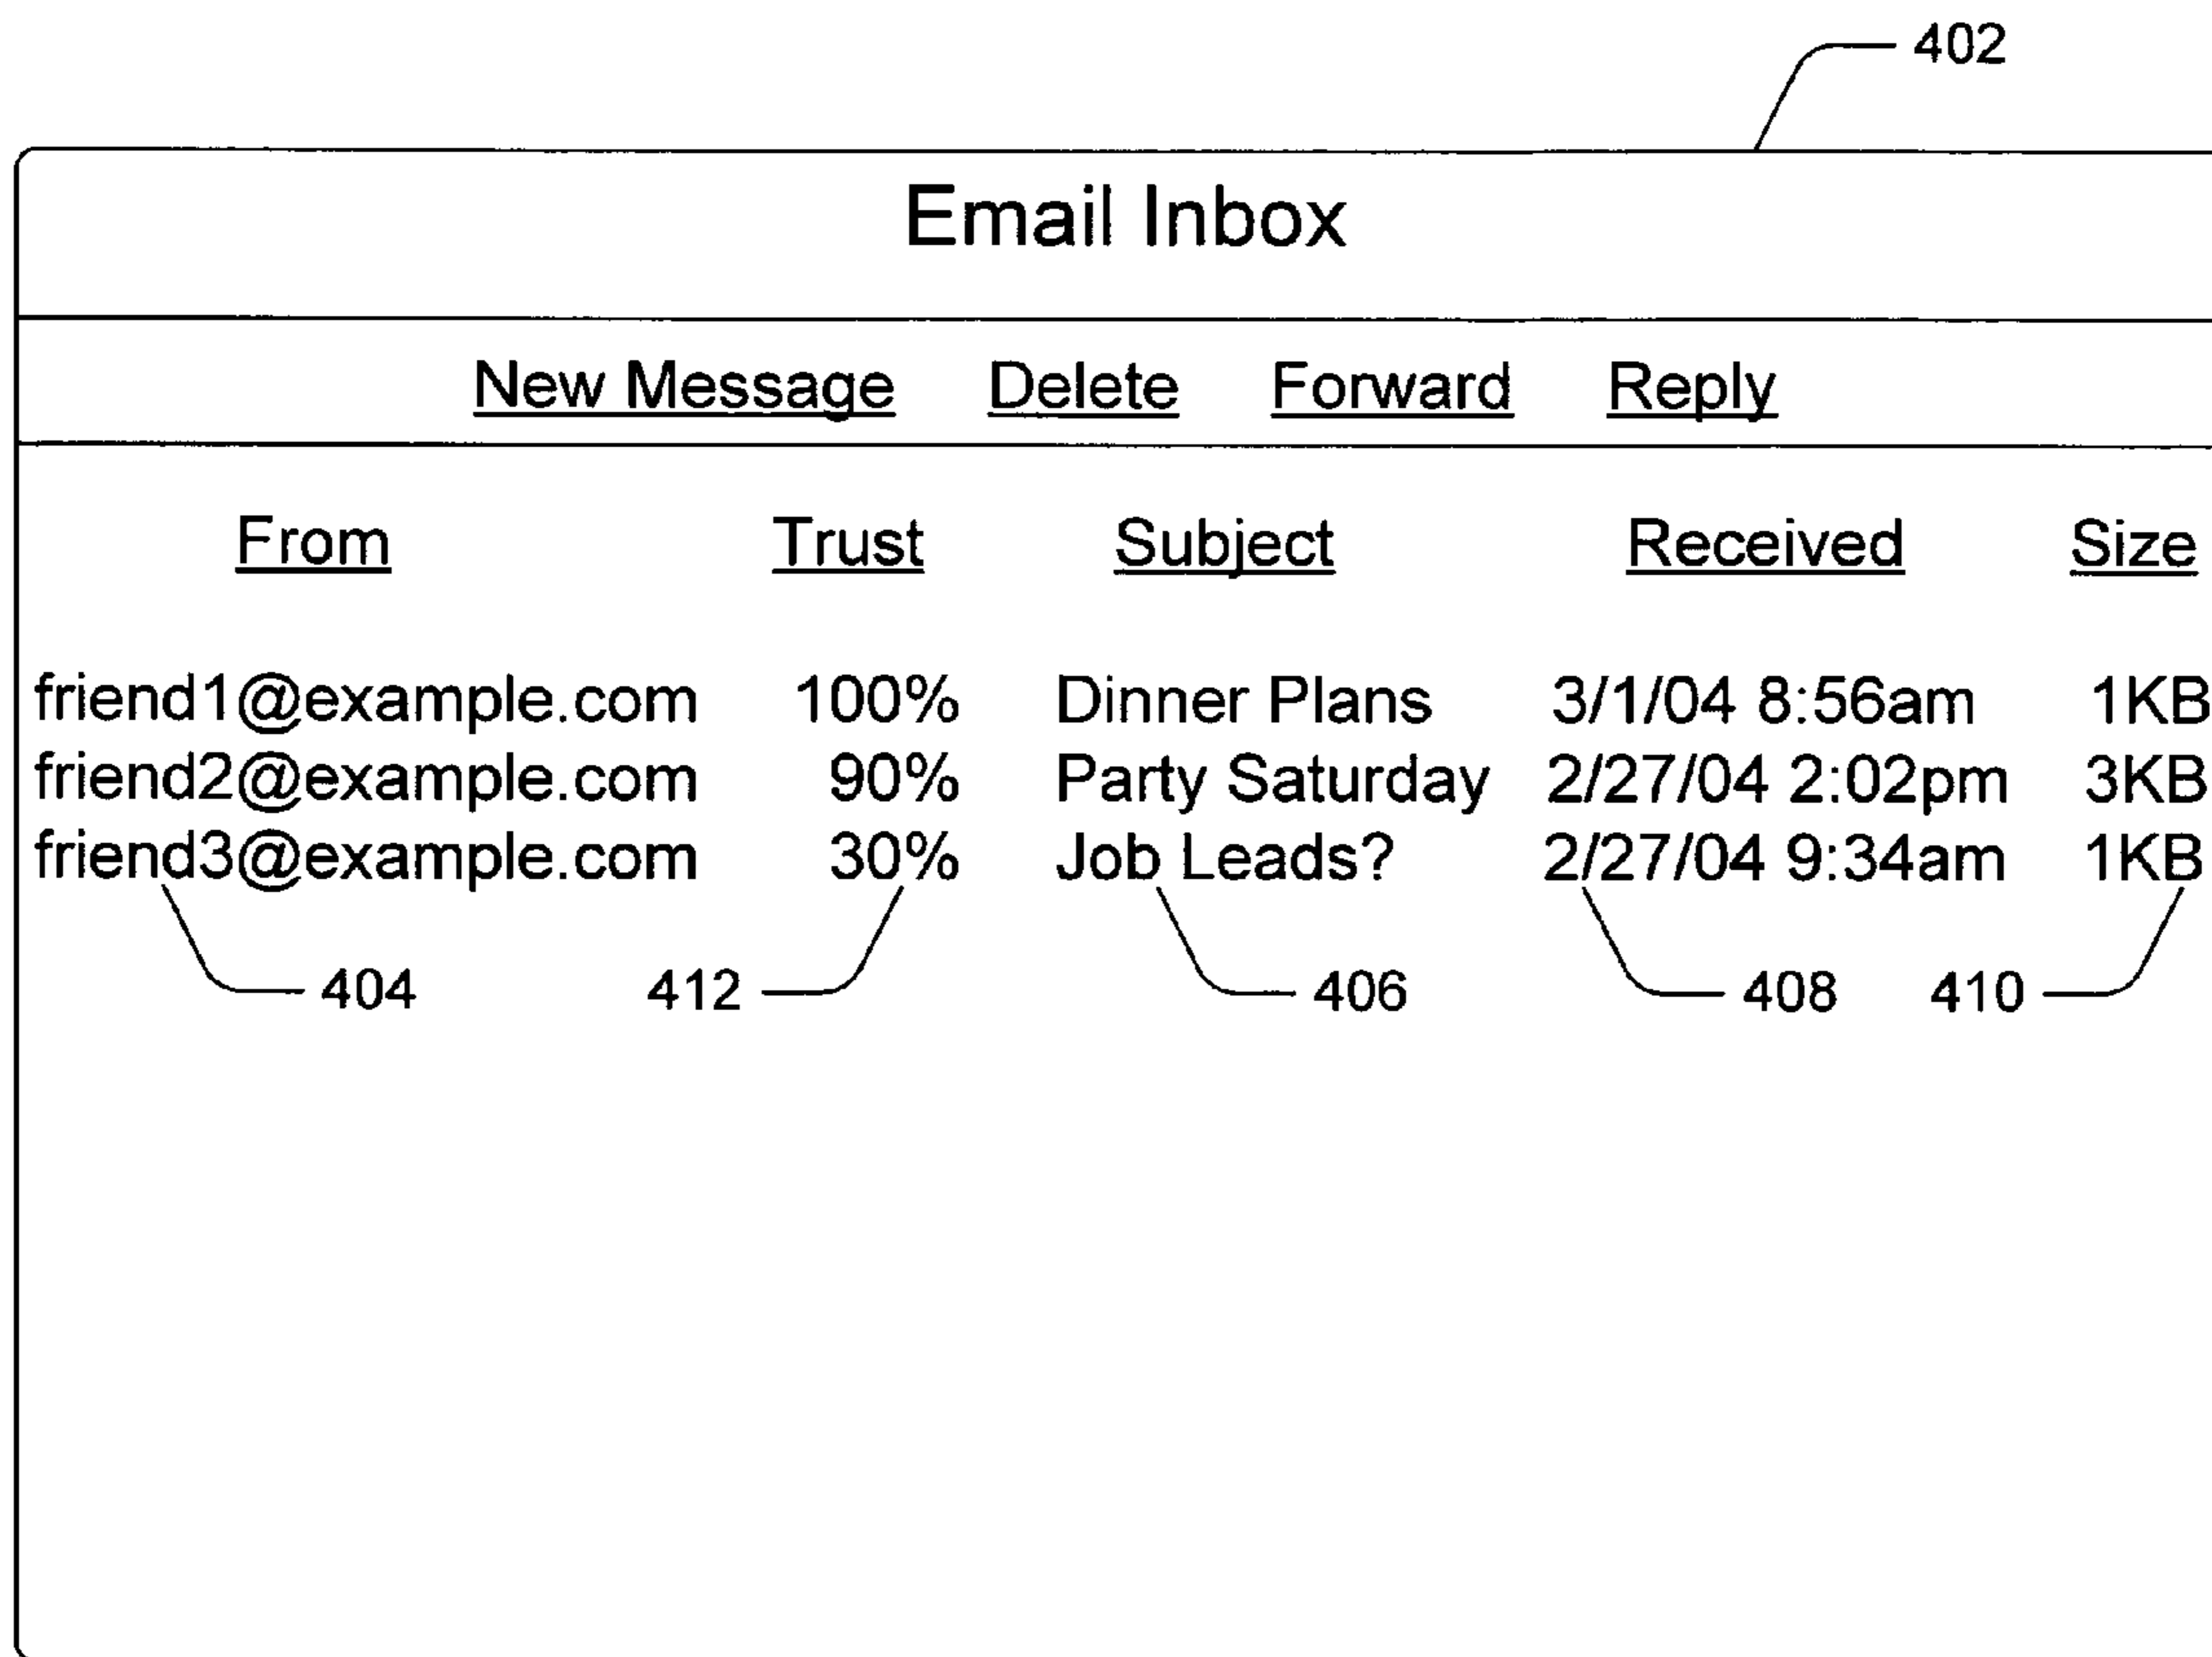 402
Email Inbox
New Message Delete Forward Reply
From Trust Subject Received Size
friend1@example.com 100% Dinner Plans 3/1/04 8:56am 1KB
friend2@example.com 90% Party Saturday 2/27/04 2:02pm 3KB
friend3@example.com 30% Job Leads? 2/27/04 9:34am 1KB
404 412 406 408 410